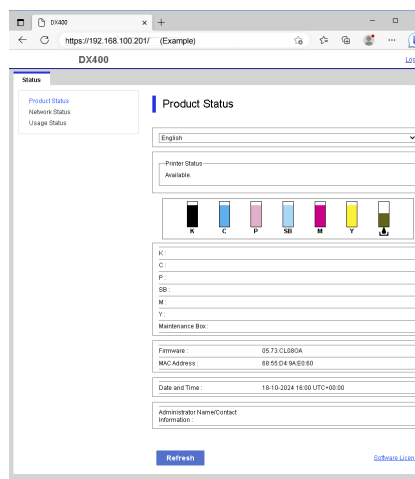 DX400
https://192.168.100.201/ (Example)
DX400
Status
Product Status
Network Status
Usage Status
Product Status
English
Printer Status
Available.
K C P SB M Y
K :
C :
P :
SB :
M :
Y :
Maintenance Box :
Firmware : 05.73.CL08OA
MAC Address : 68:55:D4:9A:E0:60
Date and Time : 18-10-2024 16:00 UTC+00:00
Administrator Name/Contact
Information :
Refresh
Software Licen